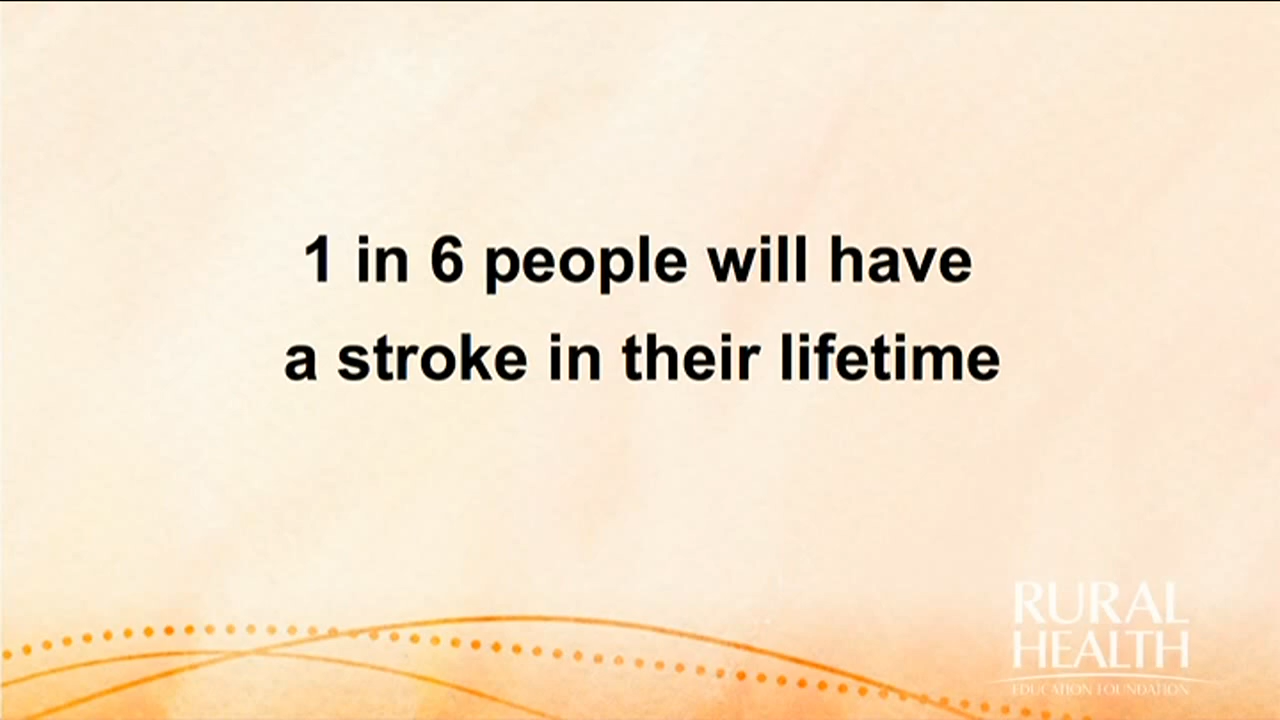 1 in 6 people will have
a stroke in their lifetime
RURAL
HEALTH
EDUCATION FOUNDATION